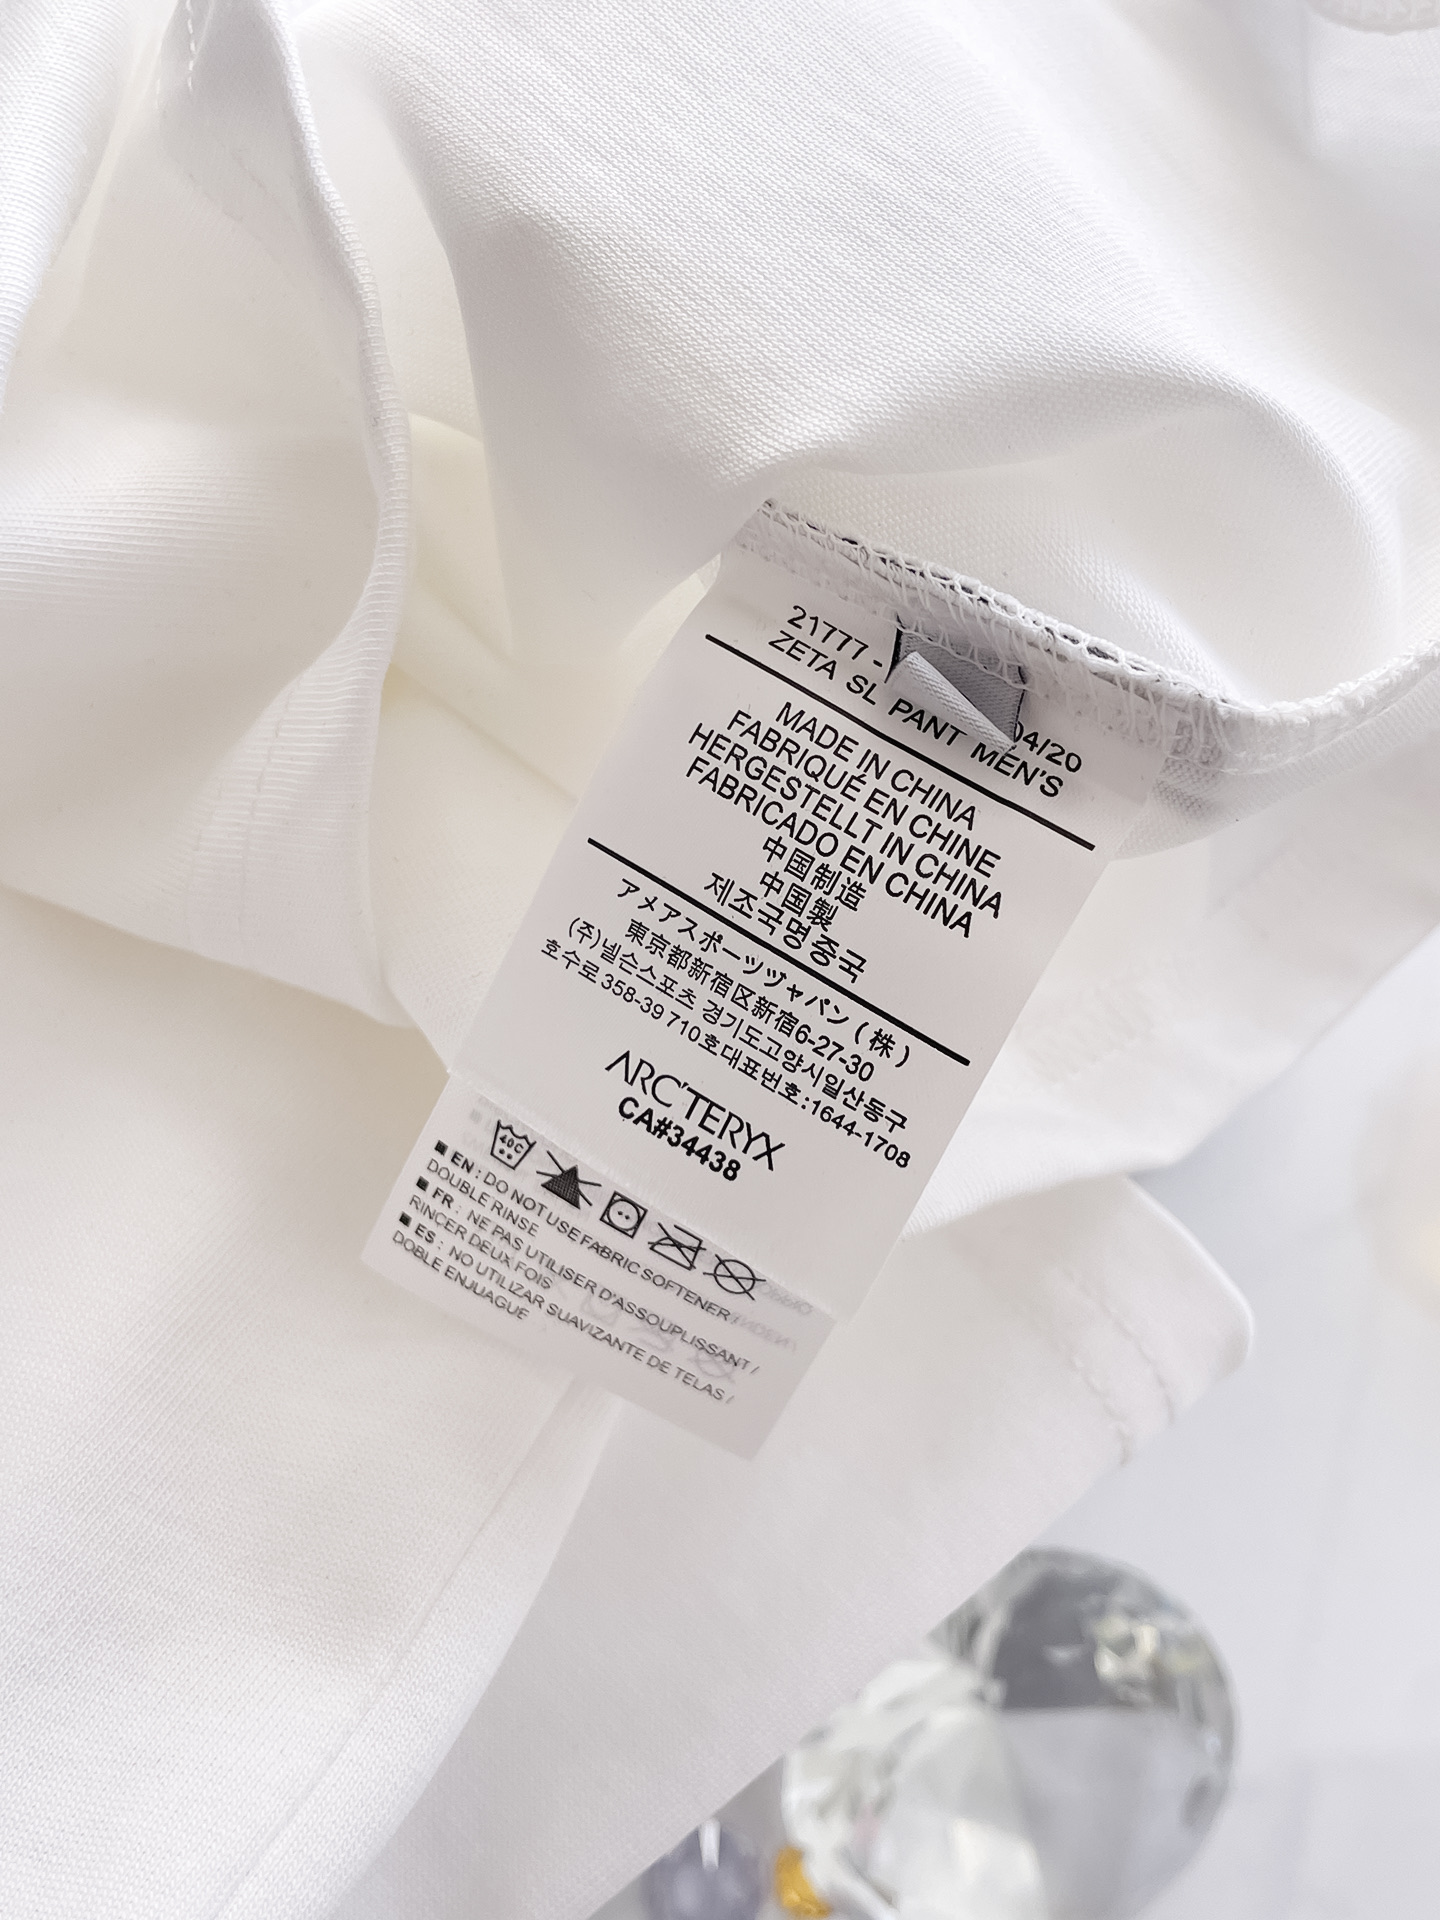 21777- 04/20
ZETA SL PANT MEN'S
MADE IN CHINA
FABRIQUÉ EN CHINE
HERGESTELLT IN CHINA
FABRICADO EN CHINA
中国制造
中国製
제조국명중국
アメアスポーツヅャパン (株)
東京都新宿区新宿6-27-30
(주)넬슨스포츠 경기도고양시일산동구
호수로358-39 710호대표번호:1644-1708
ARC'TERYX
CA#34438
40C
■ EN : DO NOT USE FABRIC SOFTENER /
DOUBLE RINSE
■ FR : NE PAS UTILISER D'ASSOUPLISSANT /
RINCER DEUX FOIS
■ ES : NO UTILIZAR SUAVIZANTE DE TELAS /
DOBLE ENJUAGUE